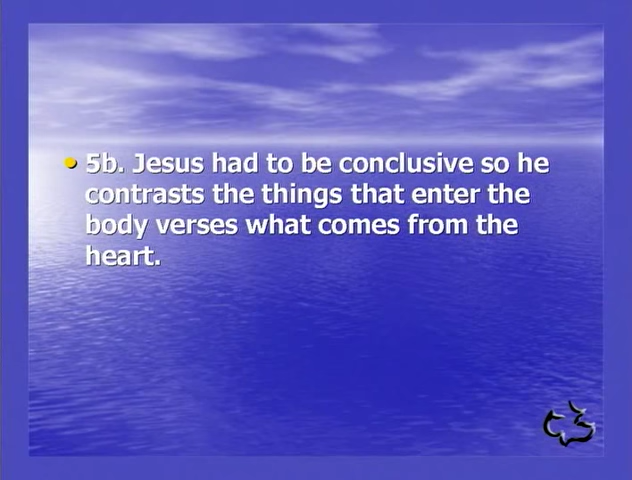 • 5b. Jesus had to be conclusive so he
contrasts the things that enter the
body verses what comes from the
heart.